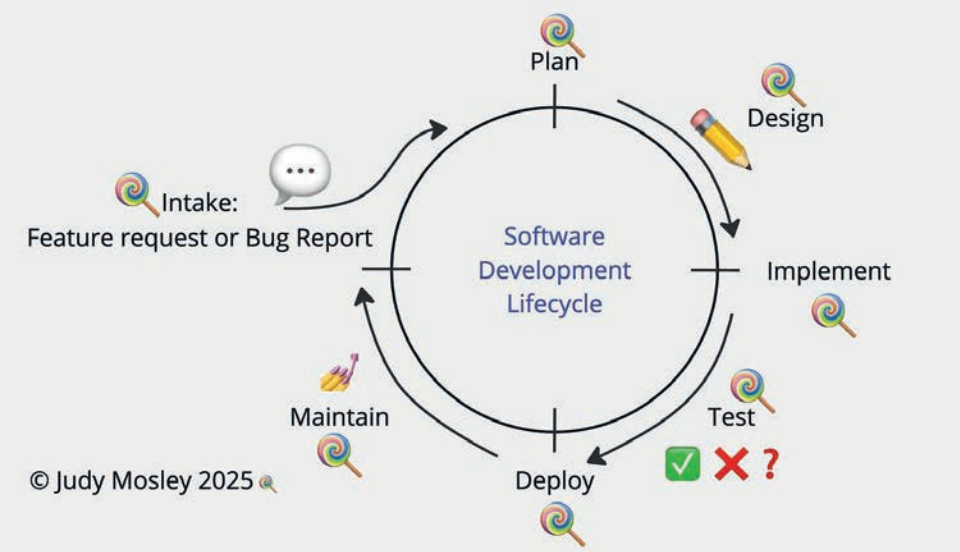 Plan
Design
Intake:
Feature request or Bug Report
Software
Development
Lifecycle
Implement
Test
Maintain
Deploy
© Judy Mosley 2025